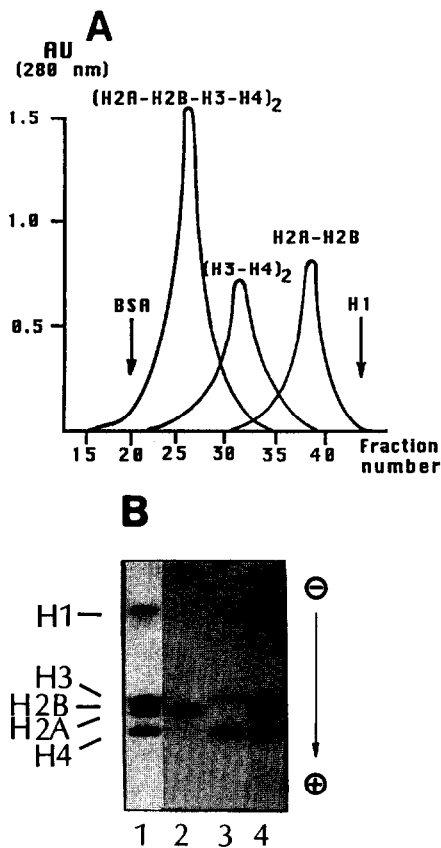 A
AU
(280 nm)
(H2A-H2B-H3-H4)2
1.5
1.0
H2A-H2B
(H3-H4)2
BSA
H1
0.5
15 20 25 30 35 40 Fraction
number
B
H1
H3
H2B
H2A
H4
1 2 3 4